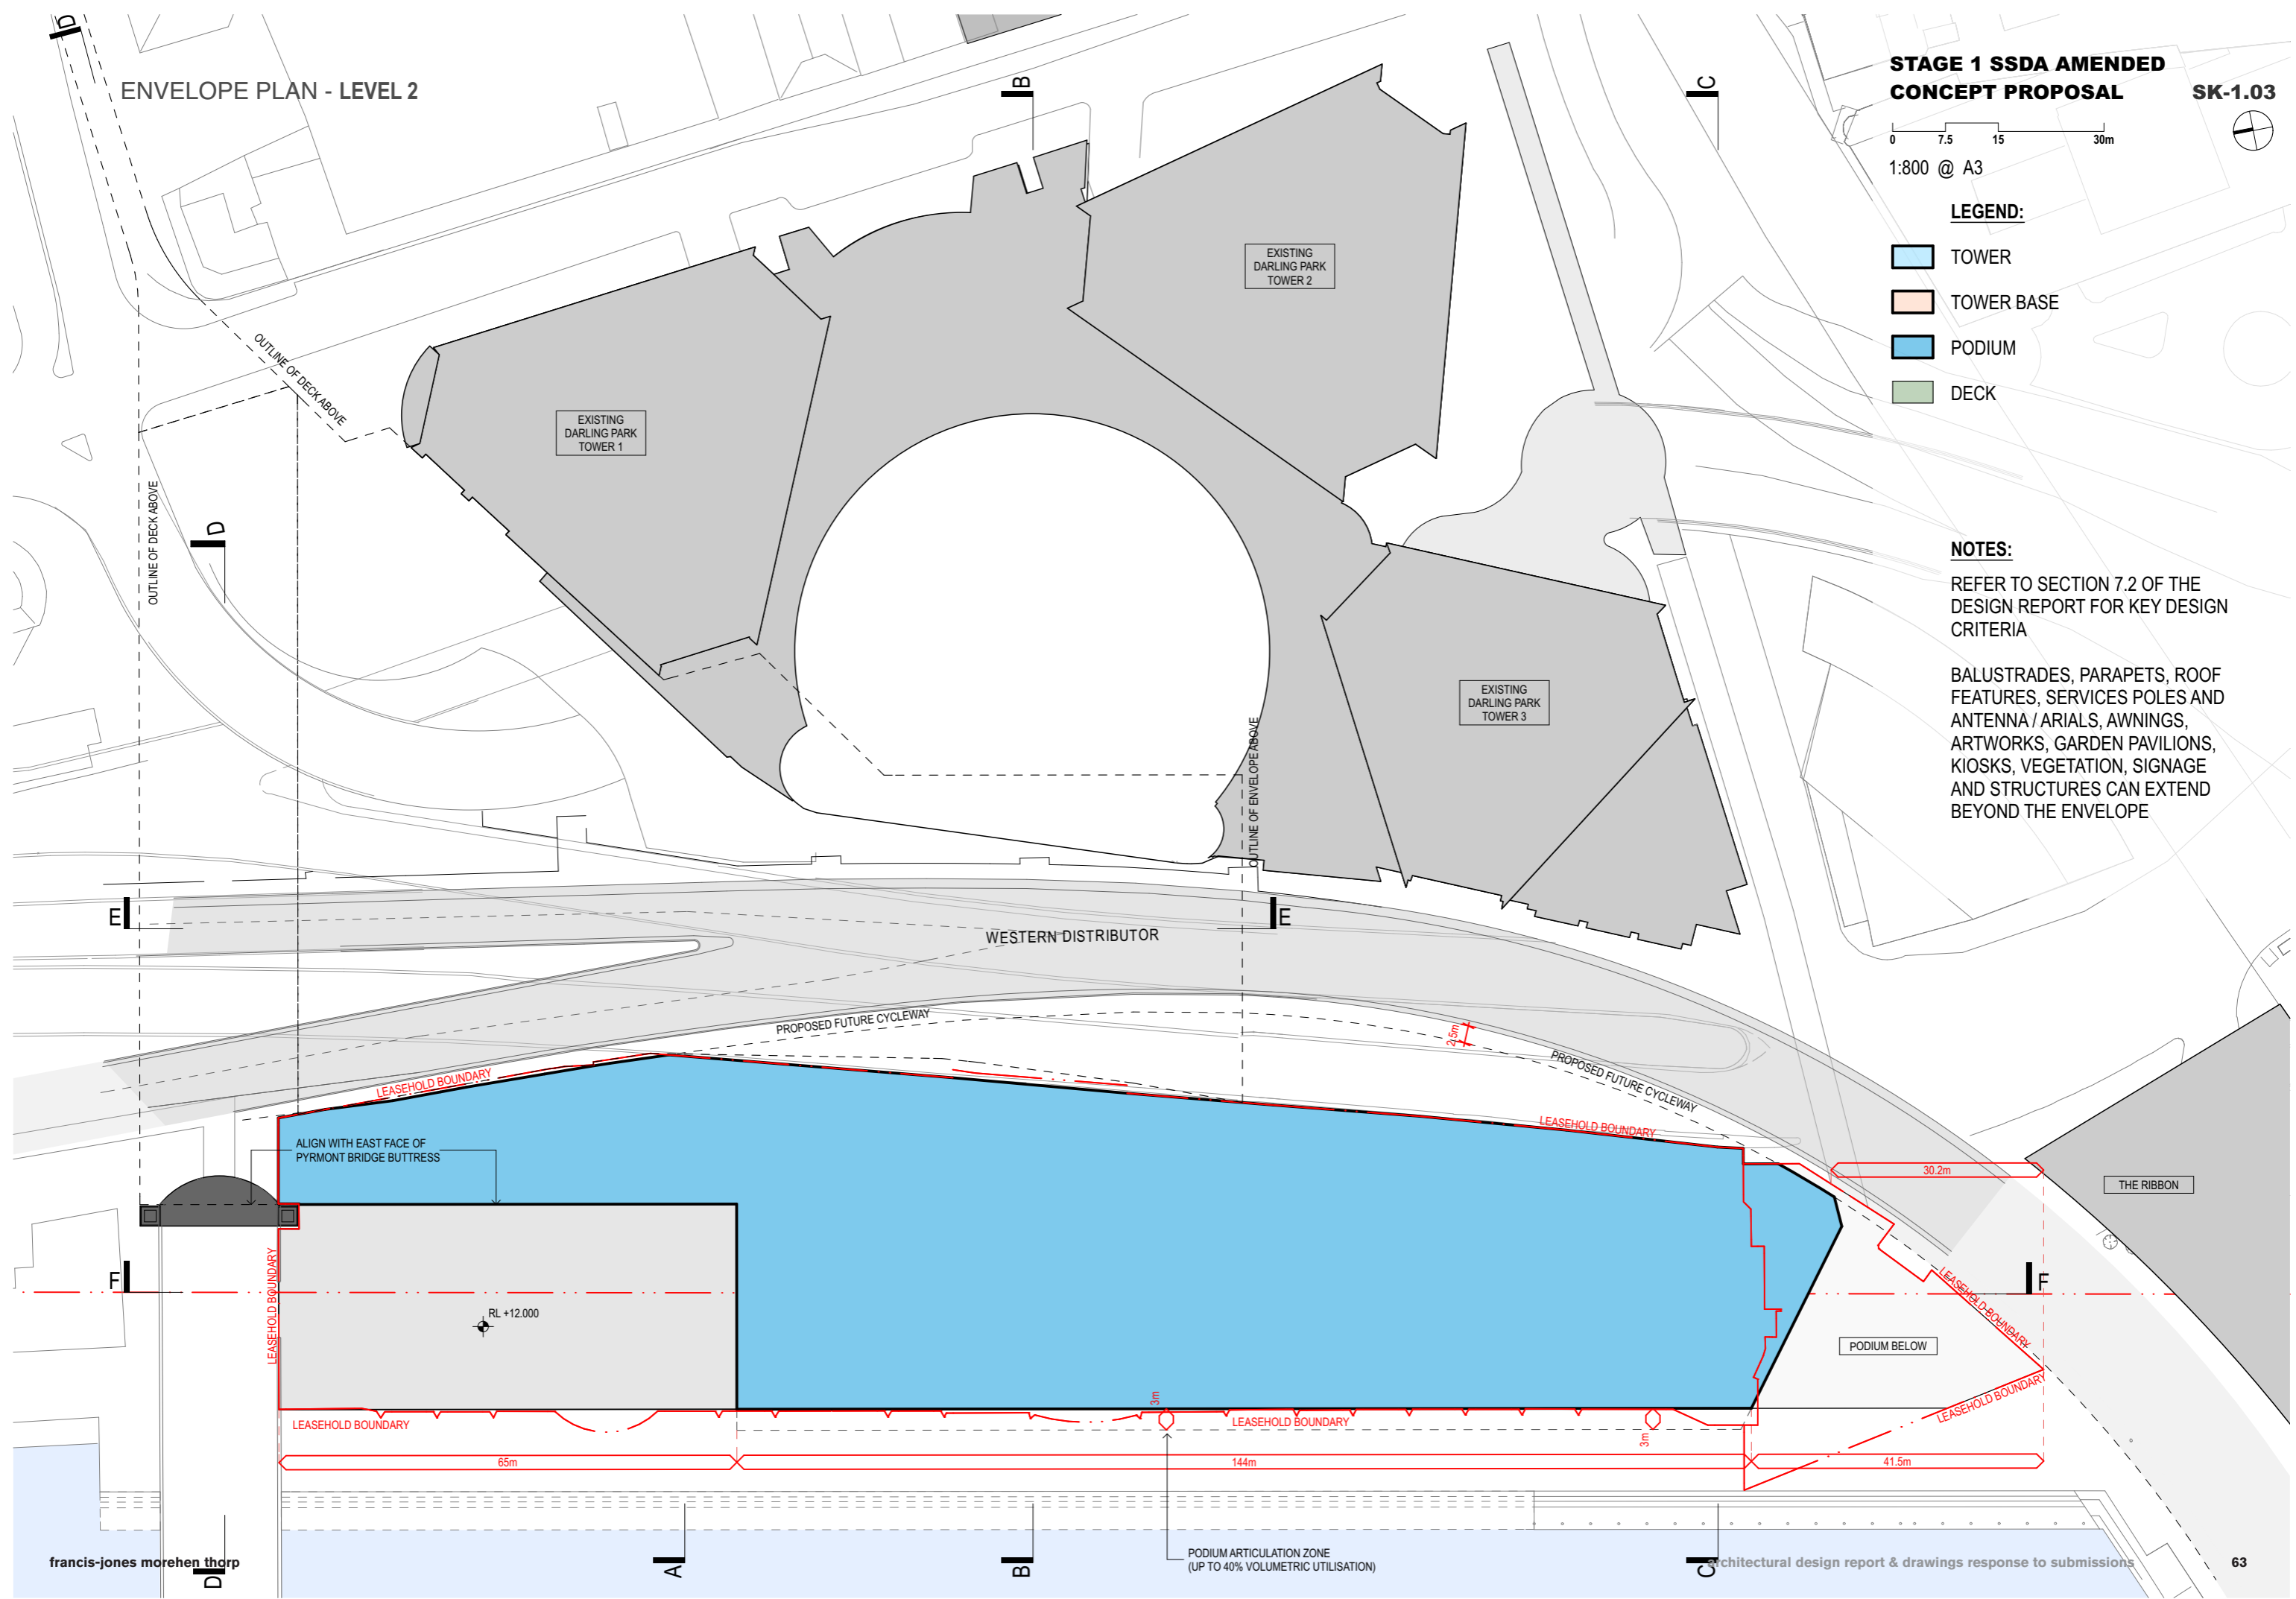 ENVELOPE PLAN - LEVEL 2
STAGE 1 SSDA AMENDED
CONCEPT PROPOSAL
SK-1.03
0 7.5 15 30m
1:800 @ A3
LEGEND:
TOWER
TOWER BASE
PODIUM
DECK
NOTES:
REFER TO SECTION 7.2 OF THE
DESIGN REPORT FOR KEY DESIGN
CRITERIA
BALUSTRADES, PARAPETS, ROOF
FEATURES, SERVICES POLES AND
ANTENNA / ARIALS, AWNINGS,
ARTWORKS, GARDEN PAVILIONS,
KIOSKS, VEGETATION, SIGNAGE
AND STRUCTURES CAN EXTEND
BEYOND THE ENVELOPE
D
B
C
OUTLINE OF DECK ABOVE
OUTLINE OF DECK ABOVE
D
EXISTING
DARLING PARK
TOWER 1
EXISTING
DARLING PARK
TOWER 2
EXISTING
DARLING PARK
TOWER 3
OUTLINE OF ENVELOPE ABOVE
E
E
WESTERN DISTRIBUTOR
PROPOSED FUTURE CYCLEWAY
2.5m
PROPOSED FUTURE CYCLEWAY
LEASEHOLD BOUNDARY
LEASEHOLD BOUNDARY
ALIGN WITH EAST FACE OF
PYRMONT BRIDGE BUTTRESS
30.2m
THE RIBBON
F
F
LEASEHOLD BOUNDARY
RL +12.000
LEASEHOLD BOUNDARY
PODIUM BELOW
LEASEHOLD BOUNDARY
LEASEHOLD BOUNDARY
3m
LEASEHOLD BOUNDARY
3m
65m
144m
41.5m
PODIUM ARTICULATION ZONE
(UP TO 40% VOLUMETRIC UTILISATION)
D
A
B
C
francis-jones morehen thorp
architectural design report & drawings response to submissions
63